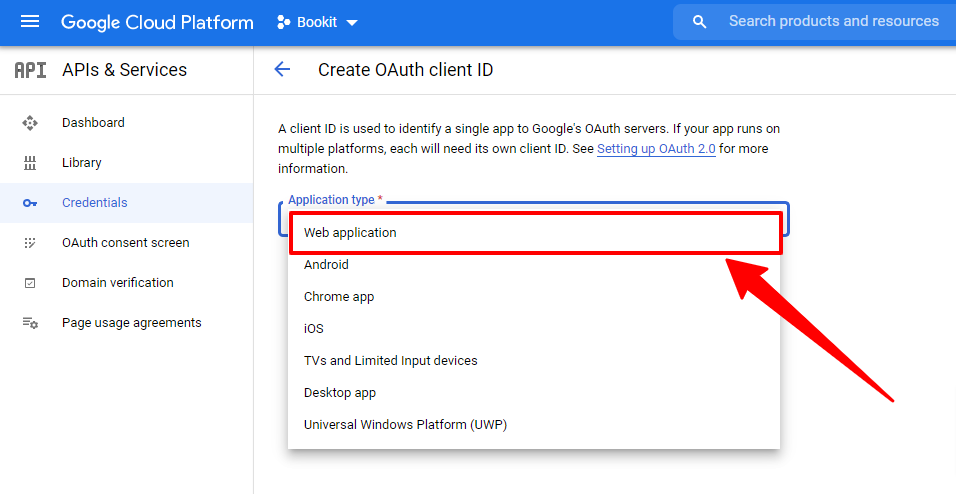 Google Cloud Platform
Bookit
Search products and resources
API
APIs & Services
Create OAuth client ID
Dashboard
Library
Credentials
OAuth consent screen
Domain verification
Page usage agreements
A client ID is used to identify a single app to Google's OAuth servers. If your app runs on
multiple platforms, each will need its own client ID. See Setting up OAuth 2.0 for more
information.
Application type *
Web application
Android
Chrome app
iOS
TVs and Limited Input devices
Desktop app
Universal Windows Platform (UWP)